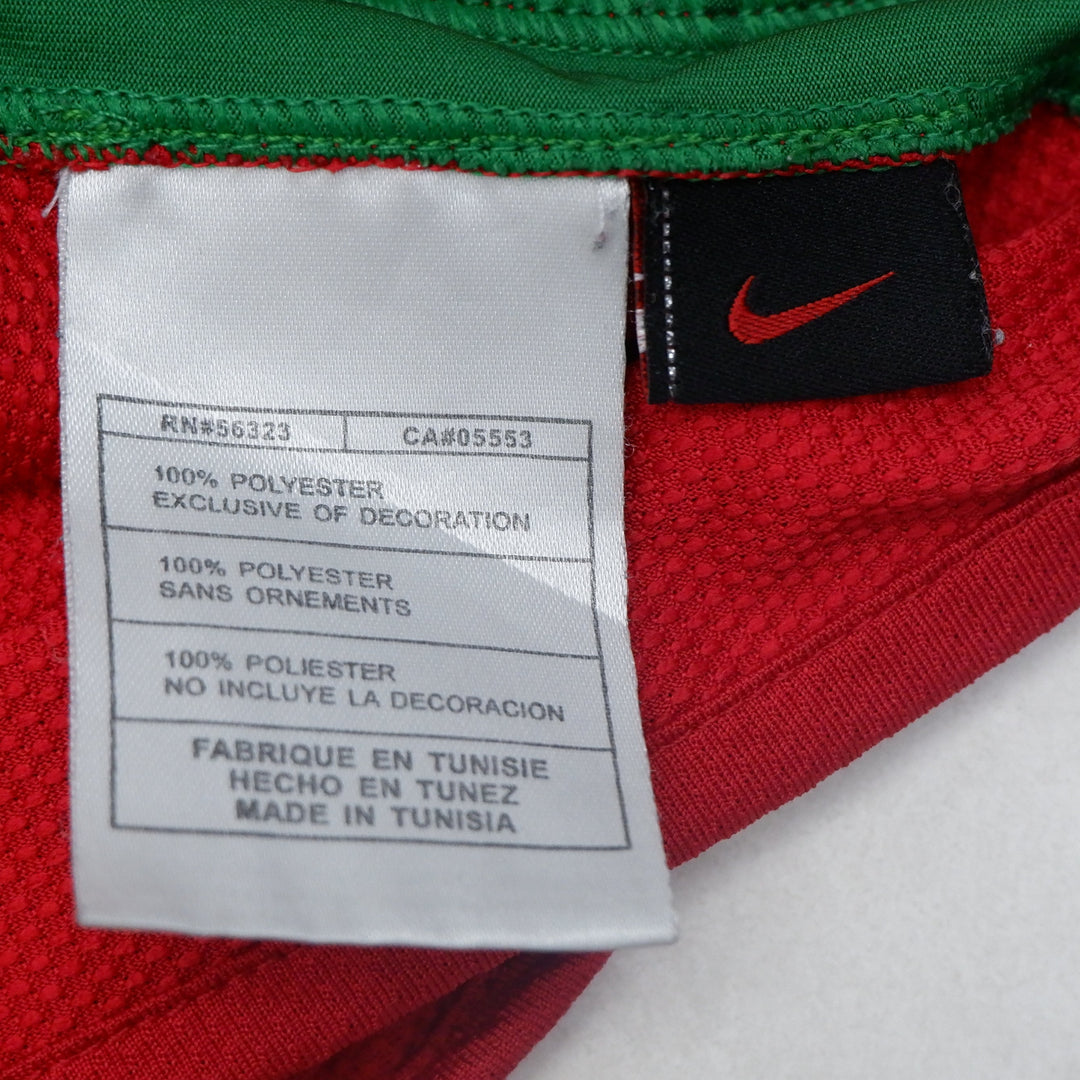 RN#56323 CA#05553
100% POLYESTER
EXCLUSIVE OF DECORATION
100% POLYESTER
SANS ORNEMENTS
100% POLIESTER
NO INCLUYE LA DECORACION
FABRIQUE EN TUNISIE
HECHO EN TUNEZ
MADE IN TUNISIA